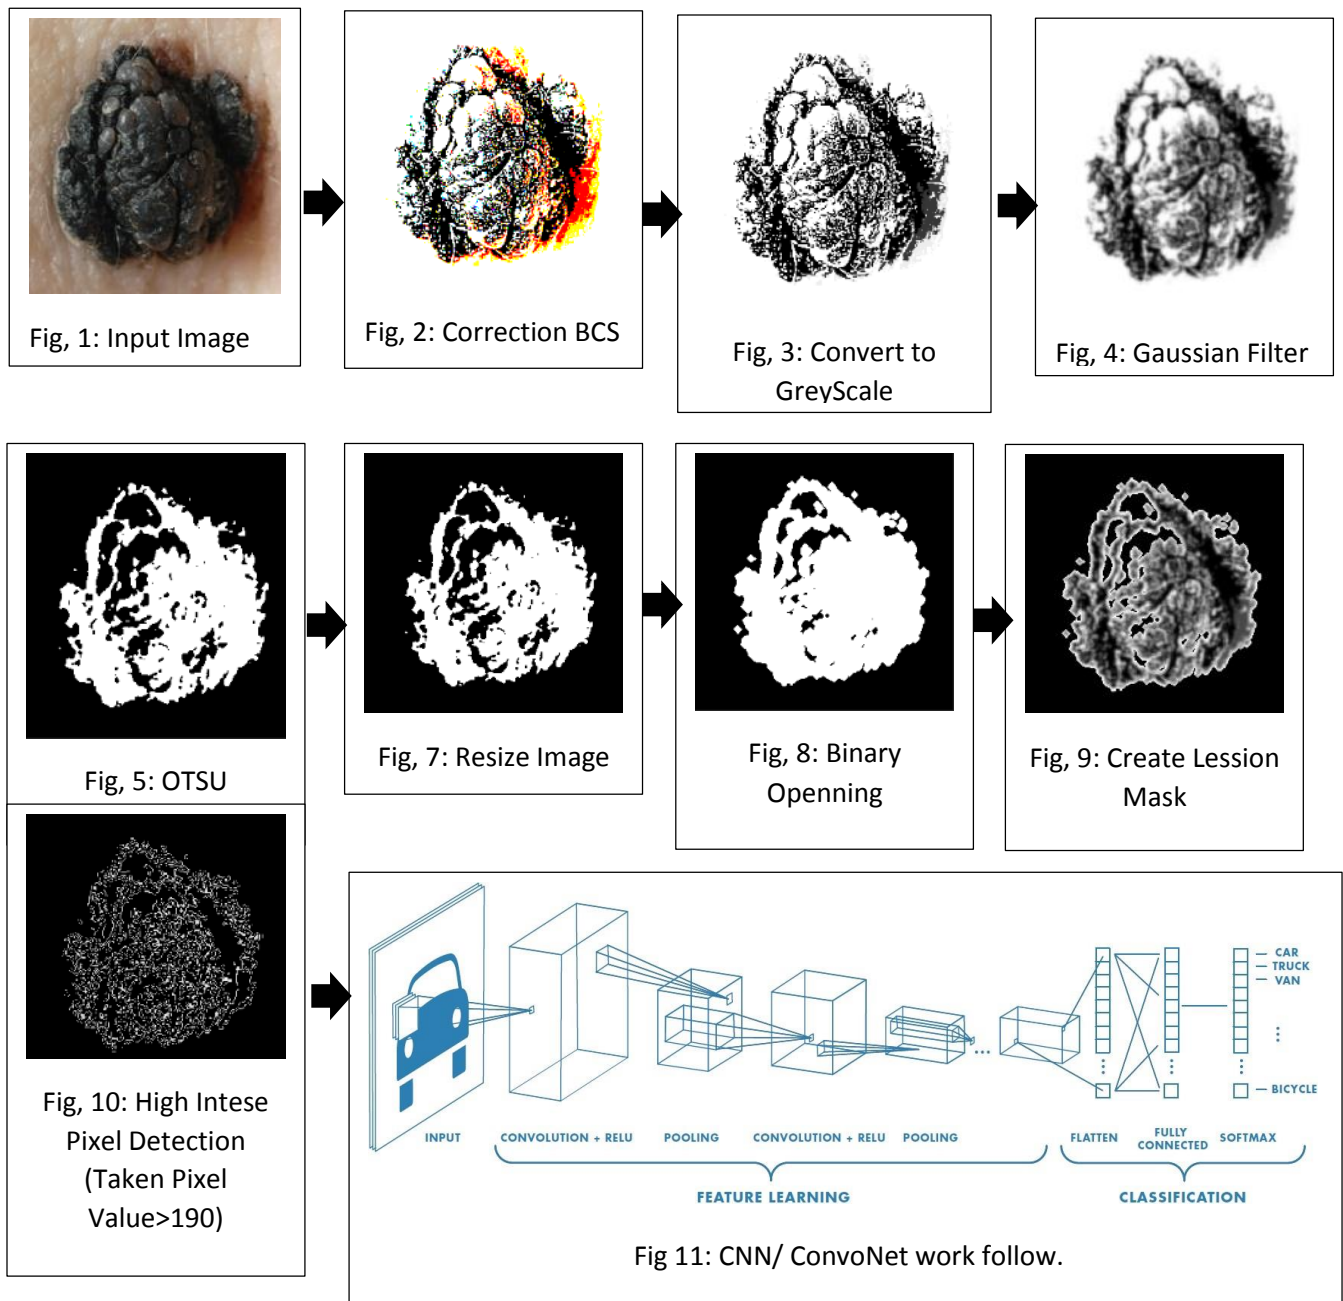 Fig, 1: Input Image
Fig, 2: Correction BCS
Fig, 3: Convert to
GreyScale
Fig, 4: Gaussian Filter
Fig, 5: OTSU
Fig, 7: Resize Image
Fig, 8: Binary
Openning
Fig, 9: Create Lession
Mask
Fig, 10: High Intese
Pixel Detection
(Taken Pixel
Value>190)
CAR
TRUCK
VAN
BICYCLE
INPUT
CONVOLUTION + RELU
POOLING
CONVOLUTION + RELU
POOLING
FLATTEN
FULLY
CONNECTED
SOFTMAX
FEATURE LEARNING
CLASSIFICATION
Fig 11: CNN/ ConvoNet work follow.